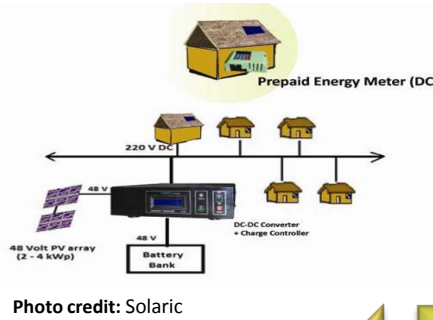 Prepaid Energy Meter (DC
220 V DC
48 V
DC-DC Converter
+ Charge Controller
48 Volt PV array
(2 - 4 kWp)
48 V
Battery
Bank
Photo credit: Solaric